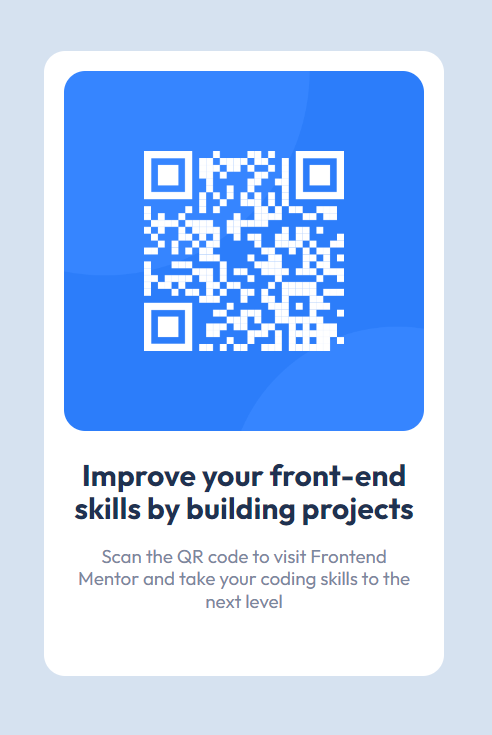 Improve your front-end
skills by building projects
Scan the QR code to visit Frontend
Mentor and take your coding skills to the
next level